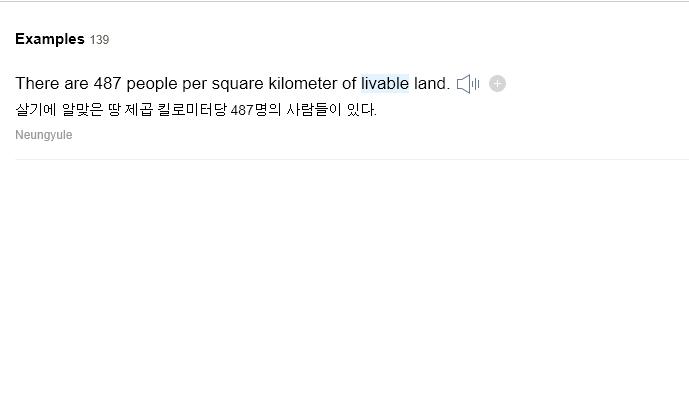 Examples 139
There are 487 people per square kilometer of livable land.
살기에 알맞은 땅 제곱 킬로미터당 487명의 사람들이 있다.
Neungyule